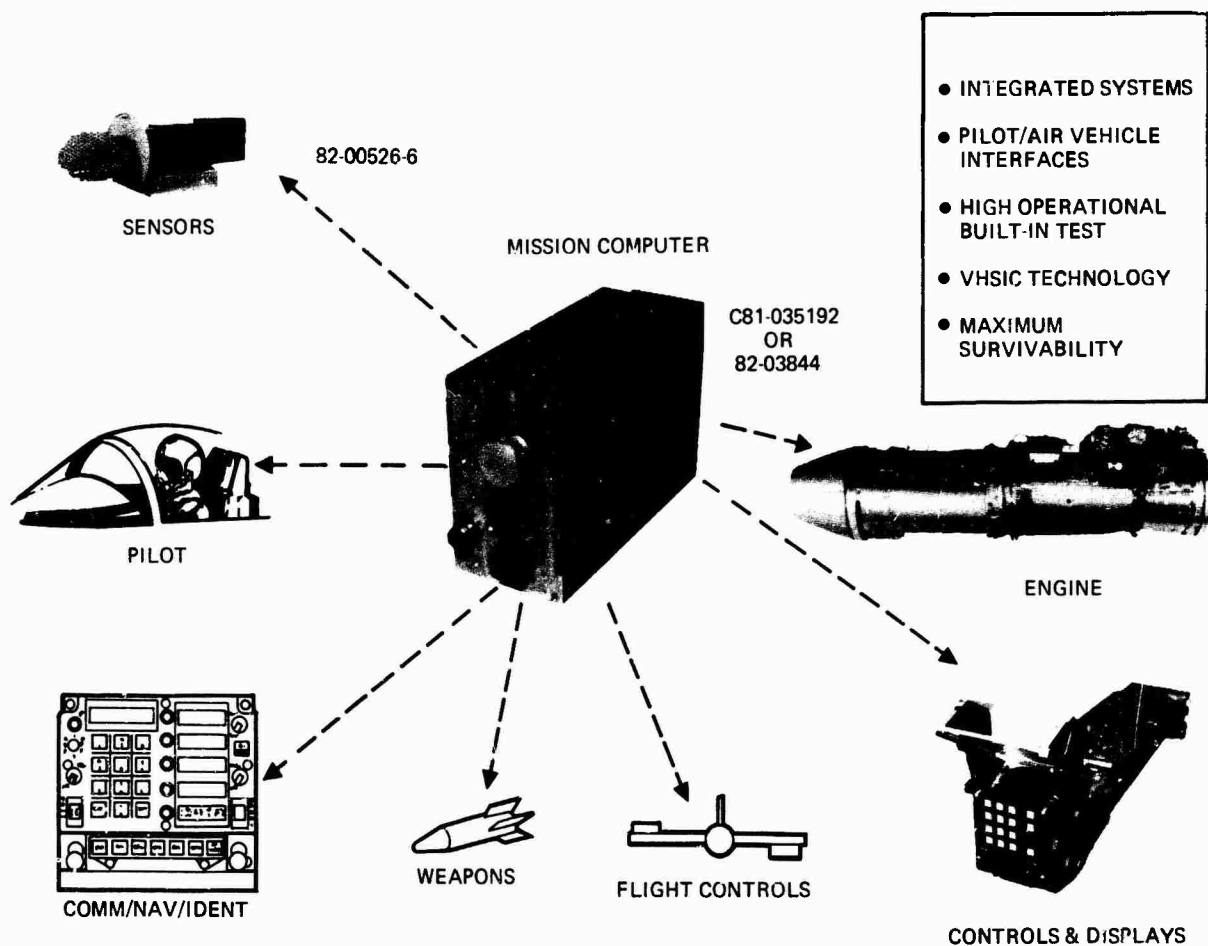 82-00526-6
SENSORS
MISSION COMPUTER
C81-035192
OR
82-03844
● INTEGRATED SYSTEMS
● PILOT/AIR VEHICLE
INTERFACES
● HIGH OPERATIONAL
BUILT-IN TEST
● VHSIC TECHNOLOGY
● MAXIMUM
SURVIVABILITY
PILOT
ENGINE
COMM/NAV/IDENT
WEAPONS
FLIGHT CONTROLS
CONTROLS & DISPLAYS